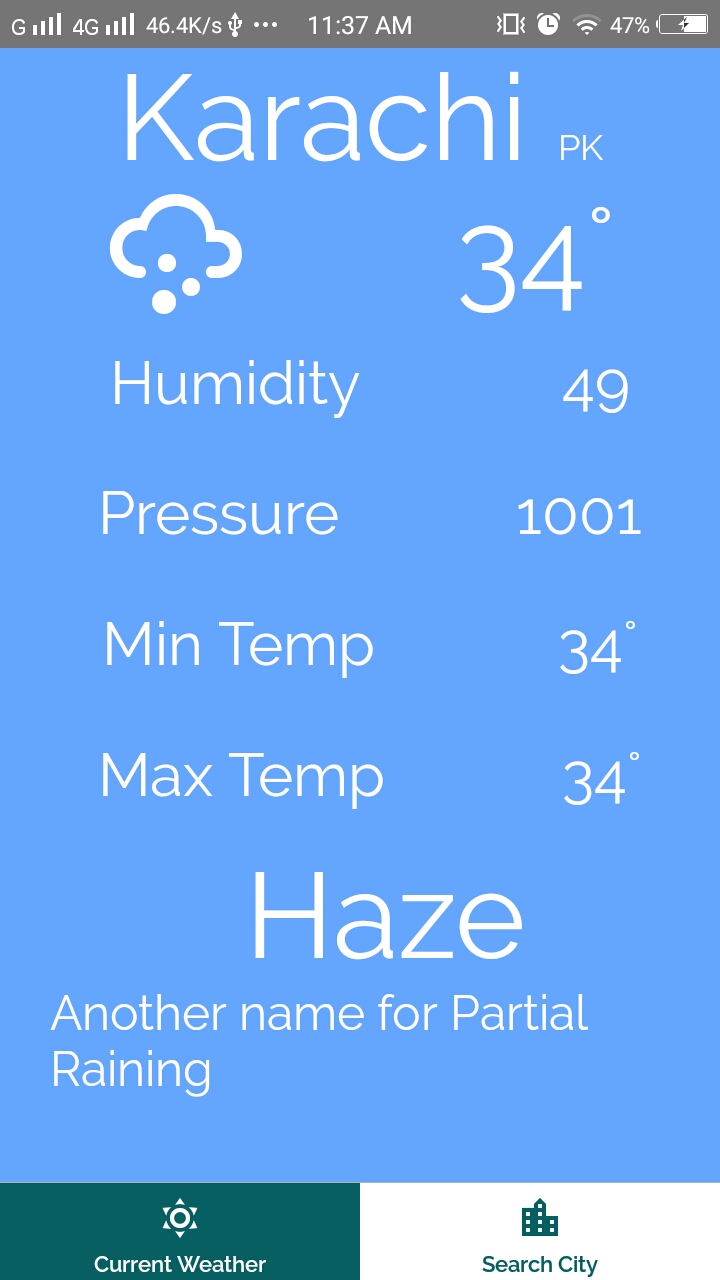 G 4G 46.4K/s 11:37 AM 47%
Karachi PK
34°
Humidity 49
Pressure 1001
Min Temp 34°
Max Temp 34°
Haze
Another name for Partial
Raining
Current Weather Search City